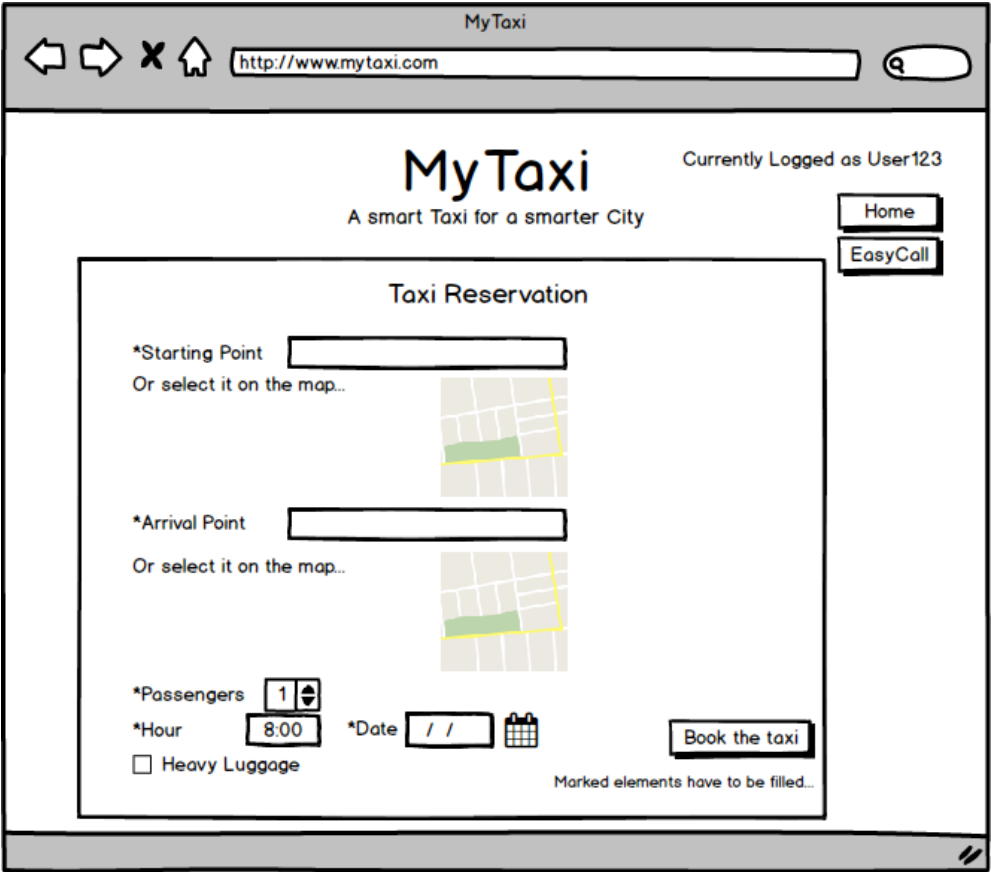 MyTaxi
http://www.mytaxi.com
MyTaxi
Currently Logged as User123
A smart Taxi for a smarter City
Home
EasyCall
Taxi Reservation
*Starting Point
Or select it on the map...
*Arrival Point
Or select it on the map...
*Passengers 1
*Hour 8:00 *Date / /
Book the taxi
Heavy Luggage
Marked elements have to be filled...